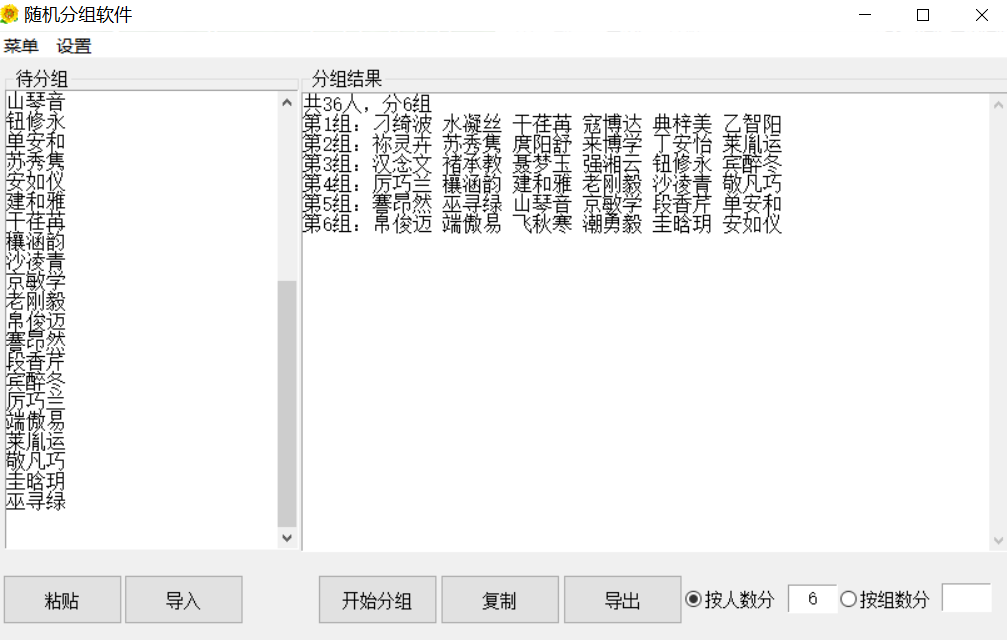 随机分组软件
菜单 设置
待分组
山琴音
钮修永
单安和
苏秀隽
安如仪
建和雅
干荏苒
欀涵韵
沙凌青
京敏学
老刚毅
帛俊迈
謇昂然
段香芹
宾醉冬
厉巧兰
端傲易
莱胤运
敬凡巧
圭晗玥
巫寻绿
分组结果
共36人，分6组
第1组：刁绮波 水凝丝 干荏苒 寇博达 典梓美 乙智阳
第2组：祢灵卉 苏秀隽 庹阳舒 来博学 丁安怡 莱胤运
第3组：汉念文 褚承教 聂梦玉 强湘云 钮修永 宾醉冬
第4组：厉巧兰 欀涵韵 建和雅 老刚毅 沙凌青 敬凡巧
第5组：謇昂然 巫寻绿 山琴音 京敏学 段香芹 单安和
第6组：帛俊迈 端傲易 飞秋寒 潮勇毅 圭晗玥 安如仪
粘贴 导入 开始分组 复制 导出 按人数分 6 按组数分